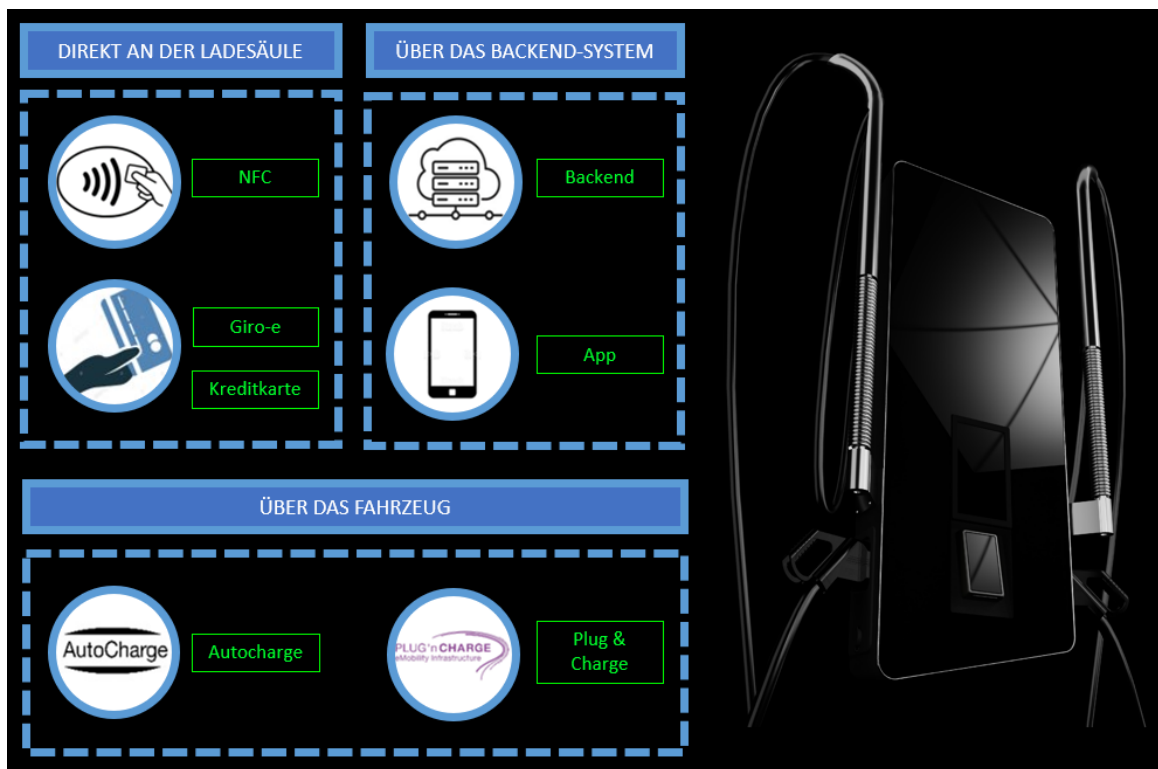 DIREKT AN DER LADESÄULE
ÜBER DAS BACKEND-SYSTEM
NFC
Backend
Giro-e
Kreditkarte
App
ÜBER DAS FAHRZEUG
AutoCharge
Autocharge
PLUG'n CHARGE
eMobility Infrastructure
Plug &
Charge